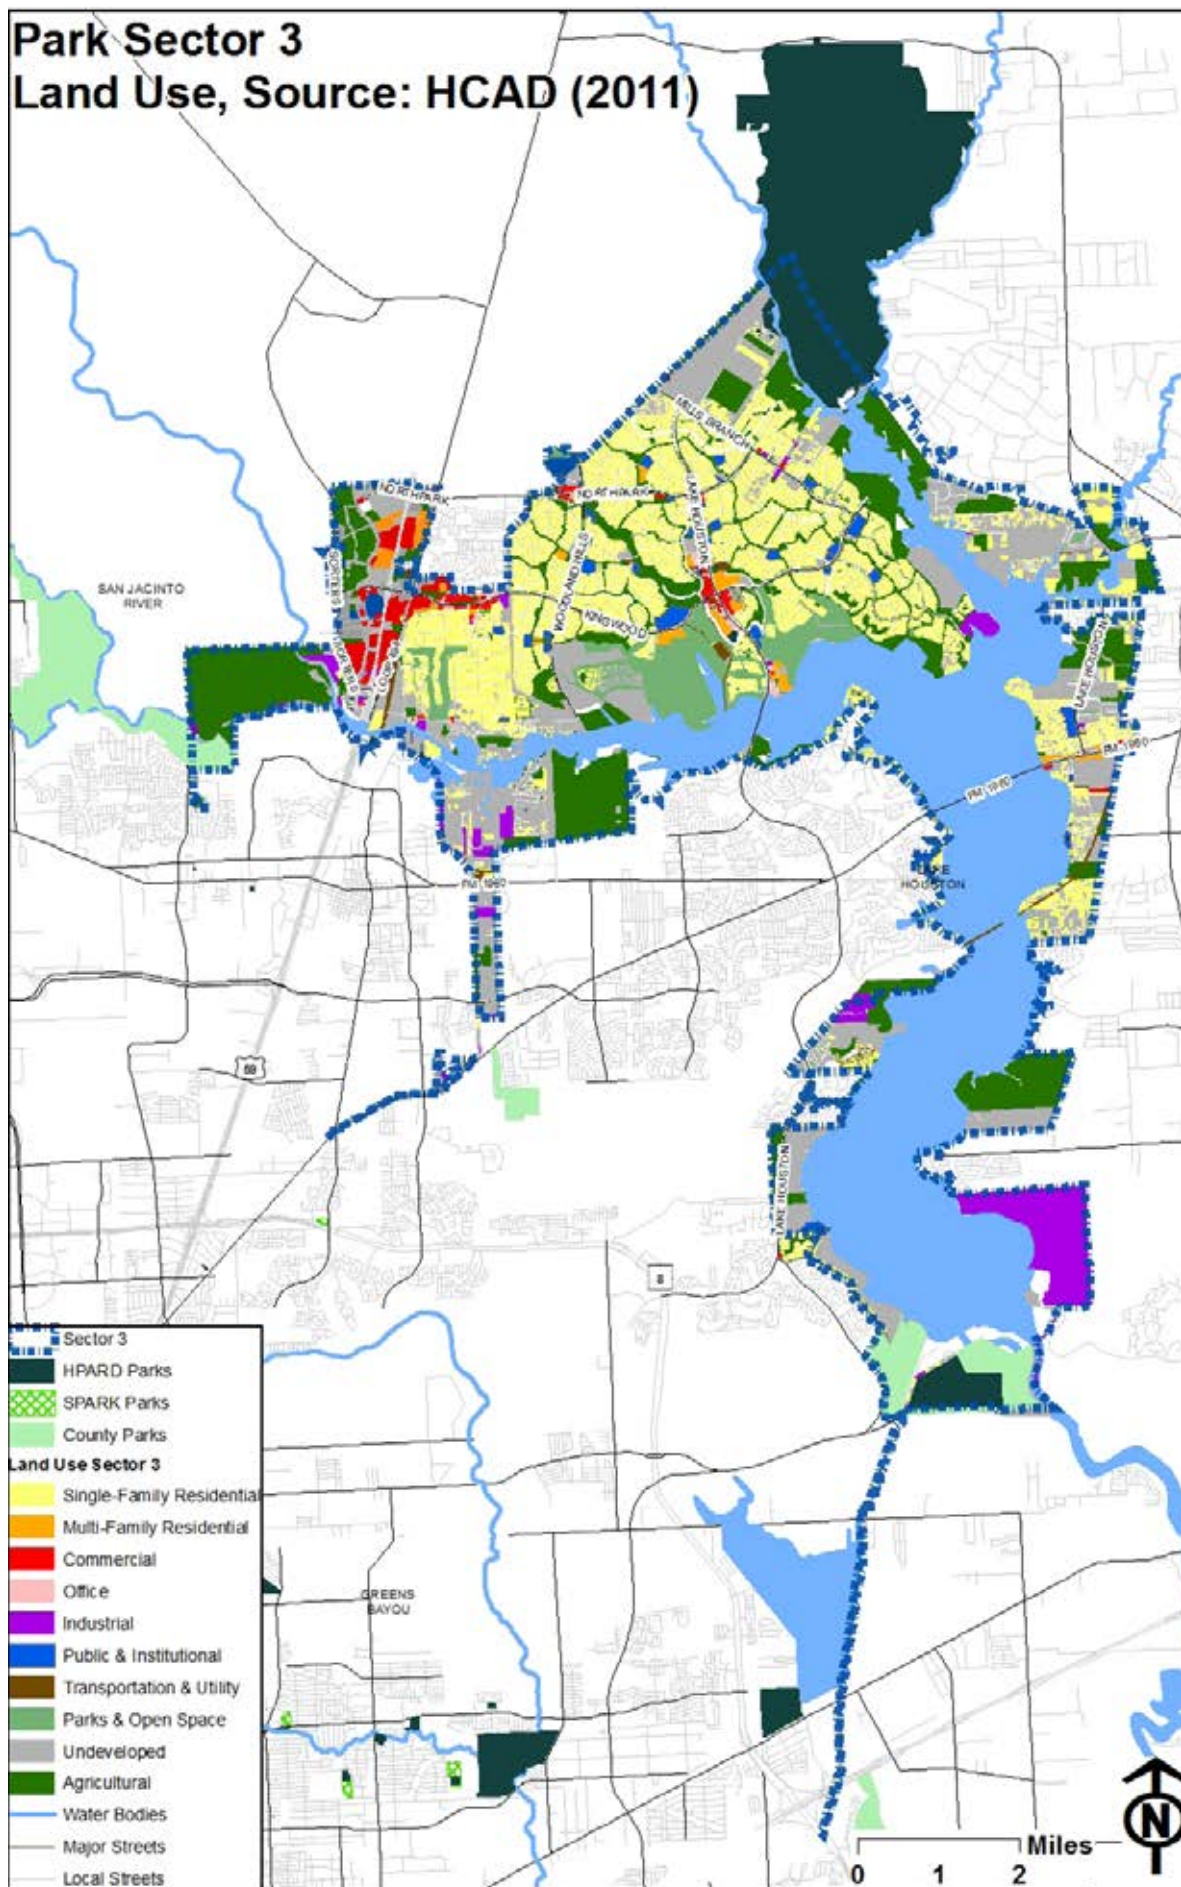 Park Sector 3
Land Use, Source: HCAD (2011)
MILLS BRANCH
NORTHPARK
NORTHPARK
LAKE HOUSTON
WOODLAND HILLS
KINGWOOD
SAN JACINTO
RIVER
LAKE HOUSTON
FM 1960
FM 1960
LAKE
HOUSTON
FM 1960
59
LAKE HOUSTON
8
Sector 3
HPARD Parks
SPARK Parks
County Parks
Land Use Sector 3
Single-Family Residential
Multi-Family Residential
Commercial
Office
Industrial
Public & Institutional
Transportation & Utility
Parks & Open Space
Undeveloped
Agricultural
Water Bodies
Major Streets
Local Streets
GREENS
BAYOU
N
Miles
0 1 2